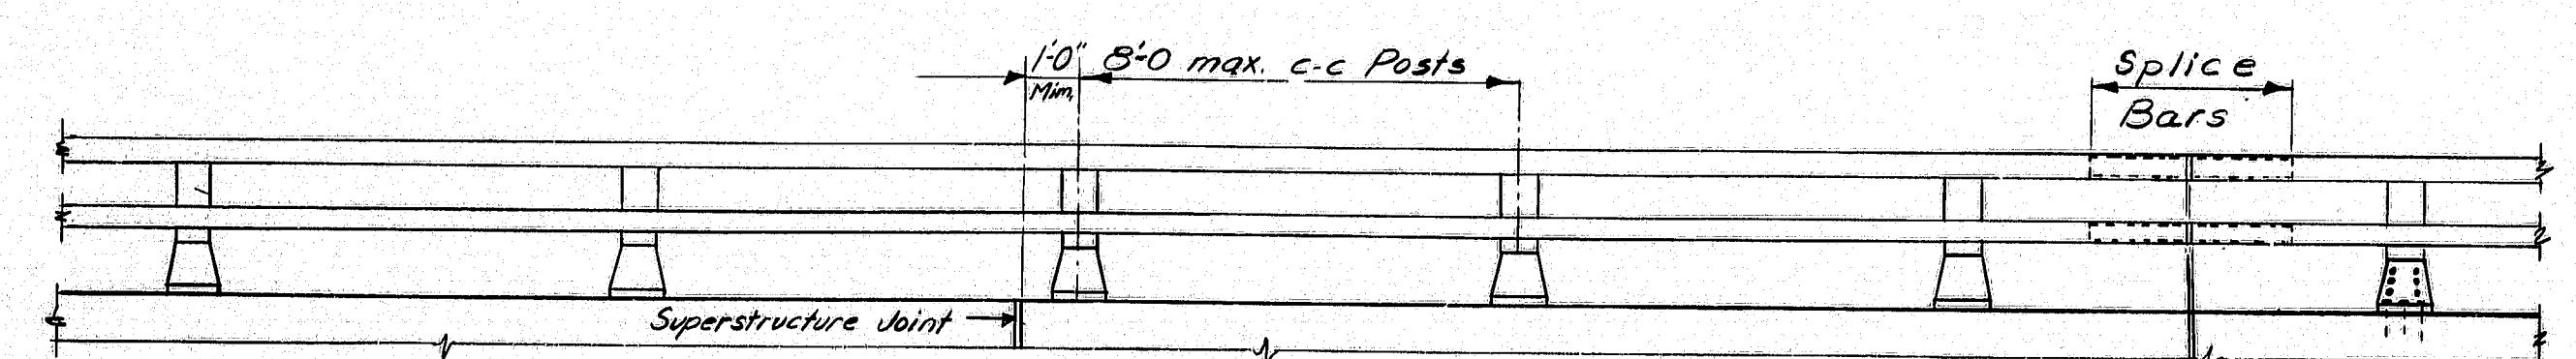 1'-0" 8'-0 max. c-c Posts
Min.
Splice
Bars
Superstructure Joint